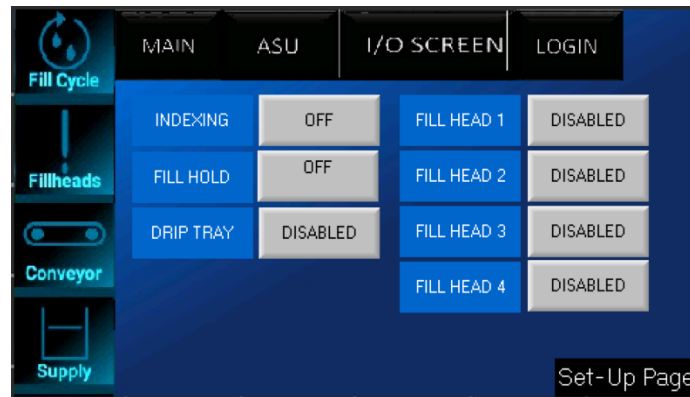 MAIN
ASU
I/O SCREEN
LOGIN
Fill Cycle
Fillheads
Conveyor
Supply
INDEXING OFF
FILL HOLD OFF
DRIP TRAY DISABLED
FILL HEAD 1 DISABLED
FILL HEAD 2 DISABLED
FILL HEAD 3 DISABLED
FILL HEAD 4 DISABLED
Set-Up Page